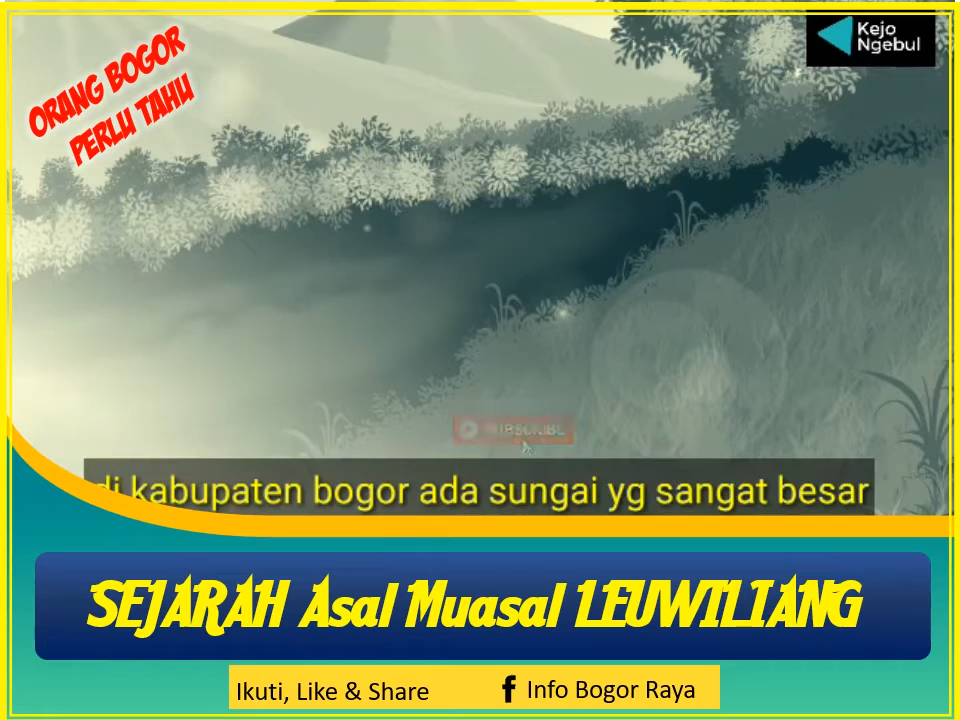 ORANG BOGOR
PERLU TAHU
Kejo
Ngebul
SUBSCRIBE
di kabupaten bogor ada sungai yg sangat besar
SEJARAH Asal Muasal LEUWILIANG
Ikuti, Like & Share
Info Bogor Raya